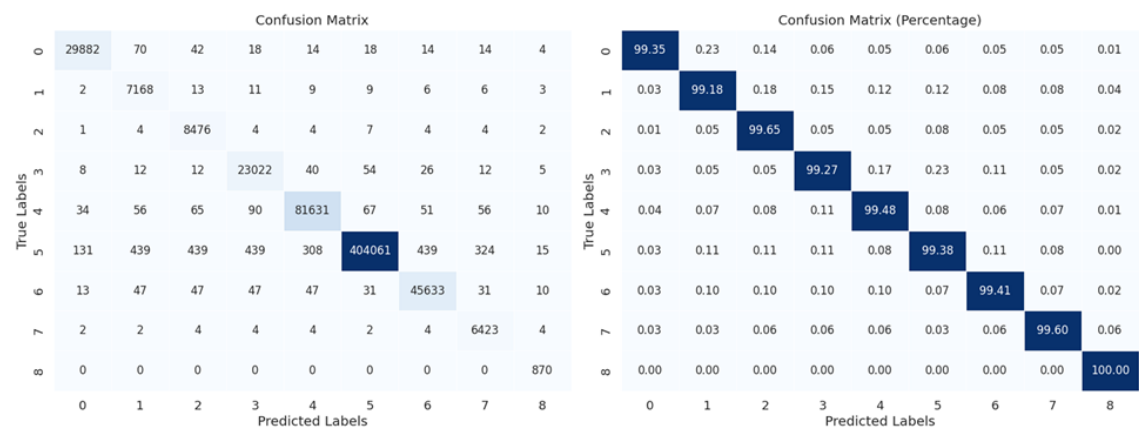 Confusion Matrix
0 29882 70 42 18 14 18 14 14 4
1 2 7168 13 11 9 9 6 6 3
2 1 4 8476 4 4 7 4 4 2
3 8 12 12 23022 40 54 26 12 5
4 34 56 65 90 81631 67 51 56 10
5 131 439 439 439 308 404061 439 324 15
6 13 47 47 47 47 31 45633 31 10
7 2 2 4 4 4 2 4 6423 4
8 0 0 0 0 0 0 0 0 870
0 1 2 3 4 5 6 7 8
True Labels
Predicted Labels
Confusion Matrix (Percentage)
0 99.35 0.23 0.14 0.06 0.05 0.06 0.05 0.05 0.01
1 0.03 99.18 0.18 0.15 0.12 0.12 0.08 0.08 0.04
2 0.01 0.05 99.65 0.05 0.05 0.08 0.05 0.05 0.02
3 0.03 0.05 0.05 99.27 0.17 0.23 0.11 0.05 0.02
4 0.04 0.07 0.08 0.11 99.48 0.08 0.06 0.07 0.01
5 0.03 0.11 0.11 0.11 0.08 99.38 0.11 0.08 0.00
6 0.03 0.10 0.10 0.10 0.10 0.07 99.41 0.07 0.02
7 0.03 0.03 0.06 0.06 0.06 0.03 0.06 99.60 0.06
8 0.00 0.00 0.00 0.00 0.00 0.00 0.00 0.00 100.00
0 1 2 3 4 5 6 7 8
True Labels
Predicted Labels